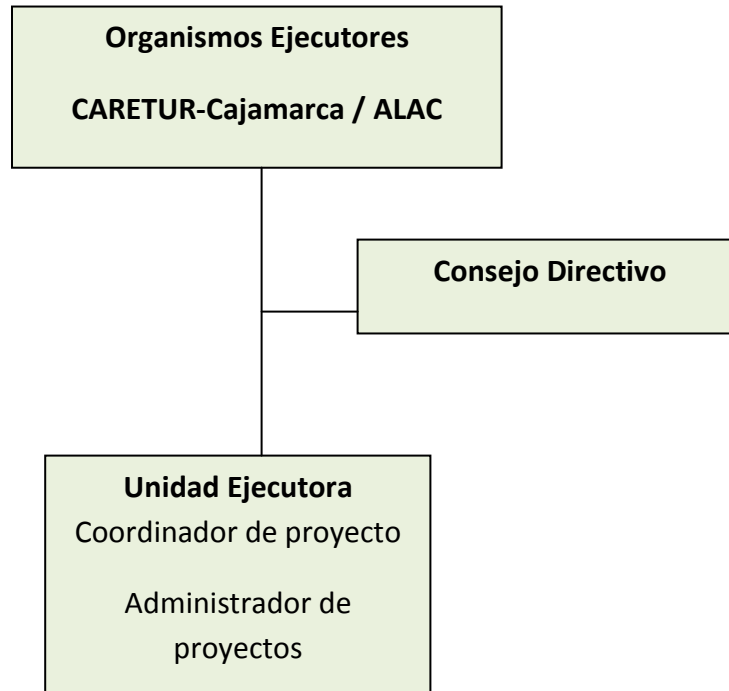 Organismos Ejecutores
CARETUR-Cajamarca / ALAC
Consejo Directivo
Unidad Ejecutora
Coordinador de proyecto
Administrador de
proyectos